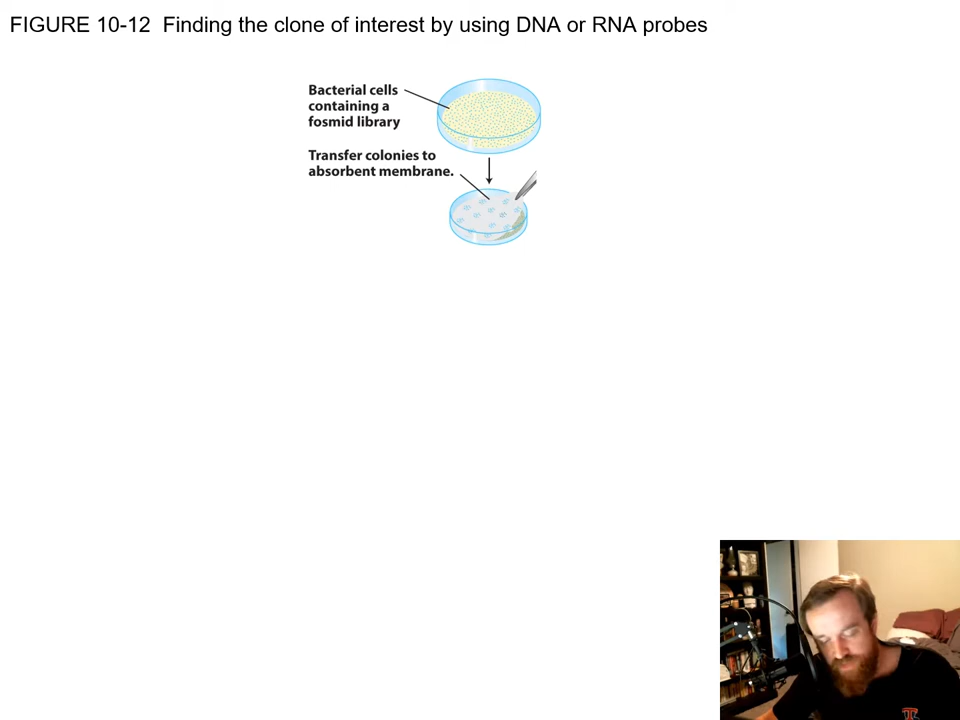 FIGURE 10-12  Finding the clone of interest by using DNA or RNA probes
Bacterial cells
containing a
fosmid library
Transfer colonies to
absorbent membrane.